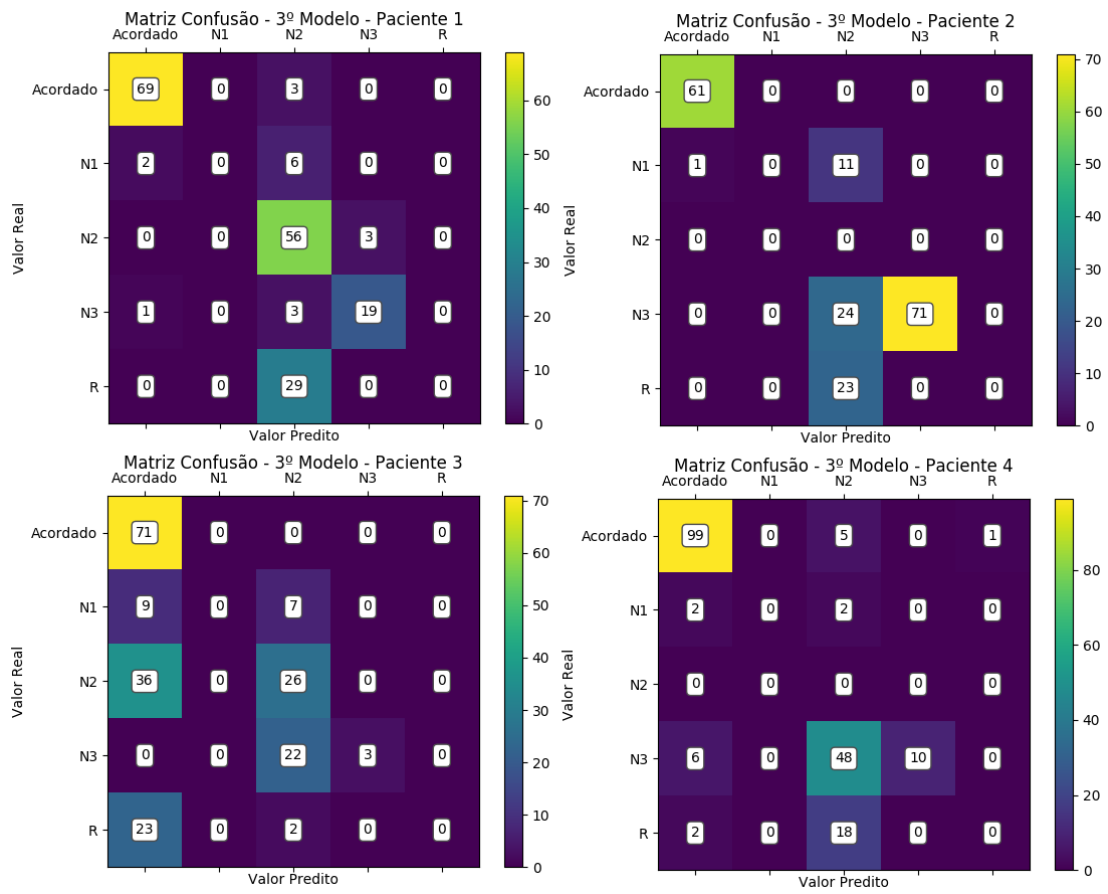 Matriz Confusão - 3º Modelo - Paciente 1
Acordado N1 N2 N3 R
Acordado 69 0 3 0 0
N1 2 0 6 0 0
N2 0 0 56 3 0
N3 1 0 3 19 0
R 0 0 29 0 0
Valor Real
Valor Predito
60
50
40
30
20
10
0
Matriz Confusão - 3º Modelo - Paciente 2
Acordado N1 N2 N3 R
Acordado 61 0 0 0 0
N1 1 0 11 0 0
N2 0 0 0 0 0
N3 0 0 24 71 0
R 0 0 23 0 0
Valor Real
Valor Predito
70
60
50
40
30
20
10
0
Matriz Confusão - 3º Modelo - Paciente 3
Acordado N1 N2 N3 R
Acordado 71 0 0 0 0
N1 9 0 7 0 0
N2 36 0 26 0 0
N3 0 0 22 3 0
R 23 0 2 0 0
Valor Real
Valor Predito
70
60
50
40
30
20
10
0
Matriz Confusão - 3º Modelo - Paciente 4
Acordado N1 N2 N3 R
Acordado 99 0 5 0 1
N1 2 0 2 0 0
N2 0 0 0 0 0
N3 6 0 48 10 0
R 2 0 18 0 0
Valor Real
Valor Predito
80
60
40
20
0